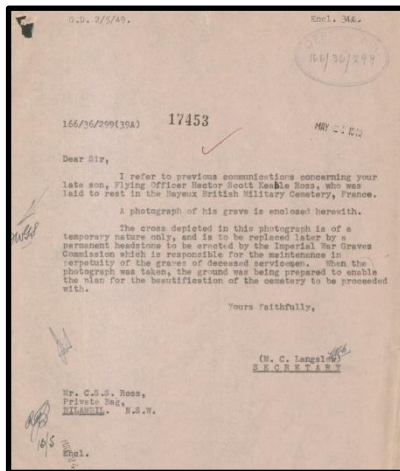 O.D. 2/5/49.
Encl. 34A.
166/36/299
166/36/299(39A)
17453
MAY
Dear Sir,
I refer to previous communications concerning your
late son, Flying Officer Hector Scott Keable Ross, who was
laid to rest in the Bayeux British Military Cemetery, France.
A photograph of his grave is enclosed herewith.
The cross depicted in this photograph is of a
temporary nature only, and is to be replaced later by a
permanent headstone to be erected by the Imperial War Graves
Commission which is responsible for the maintenance in
perpetuity of the graves of deceased servicemen. When the
photograph was taken, the ground was being prepared to enable
the plan for the beautification of the cemetery to be proceeded
with.
Yours faithfully,
(M. C. Langslow)
SECRETARY
Mr. C.S.S. Ross,
Private Bag,
BILAMBIL. N.S.W.
10/5
Encl.